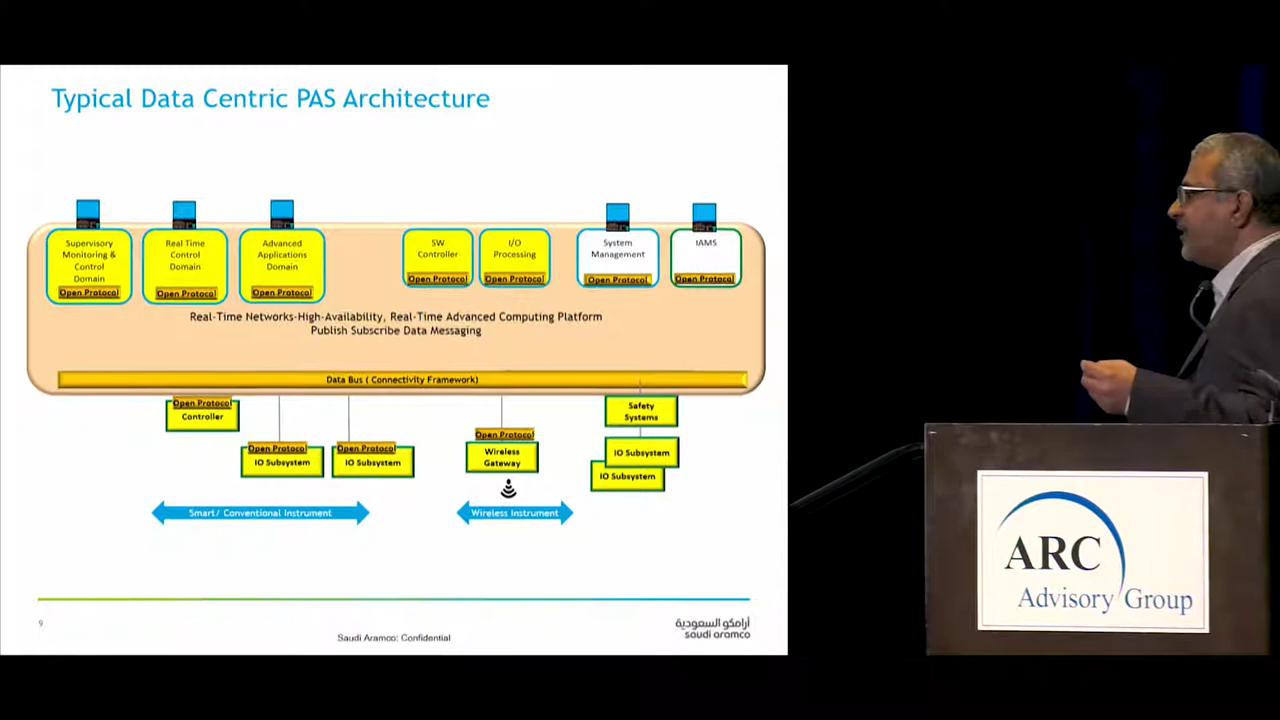 Typical Data Centric PAS Architecture
Supervisory
Monitoring &
Control
Domain
Open Protocol
Real Time
Control
Domain
Open Protocol
Advanced
Applications
Domain
Open Protocol
SW
Controller
Open Protocol
I/O
Processing
Open Protocol
System
Management
Open Protocol
IAMS
Open Protocol
Real-Time Networks-High-Availability, Real-Time Advanced Computing Platform
Publish Subscribe Data Messaging
Data Bus ( Connectivity Framework)
Open Protocol
Controller
Open Protocol
IO Subsystem
Open Protocol
IO Subsystem
Open Protocol
Wireless
Gateway
Safety
Systems
IO Subsystem
IO Subsystem
Smart/ Conventional Instrument
Wireless Instrument
9
Saudi Aramco: Confidential
أرامكو السعودية
saudi aramco
ARC
Advisory Group